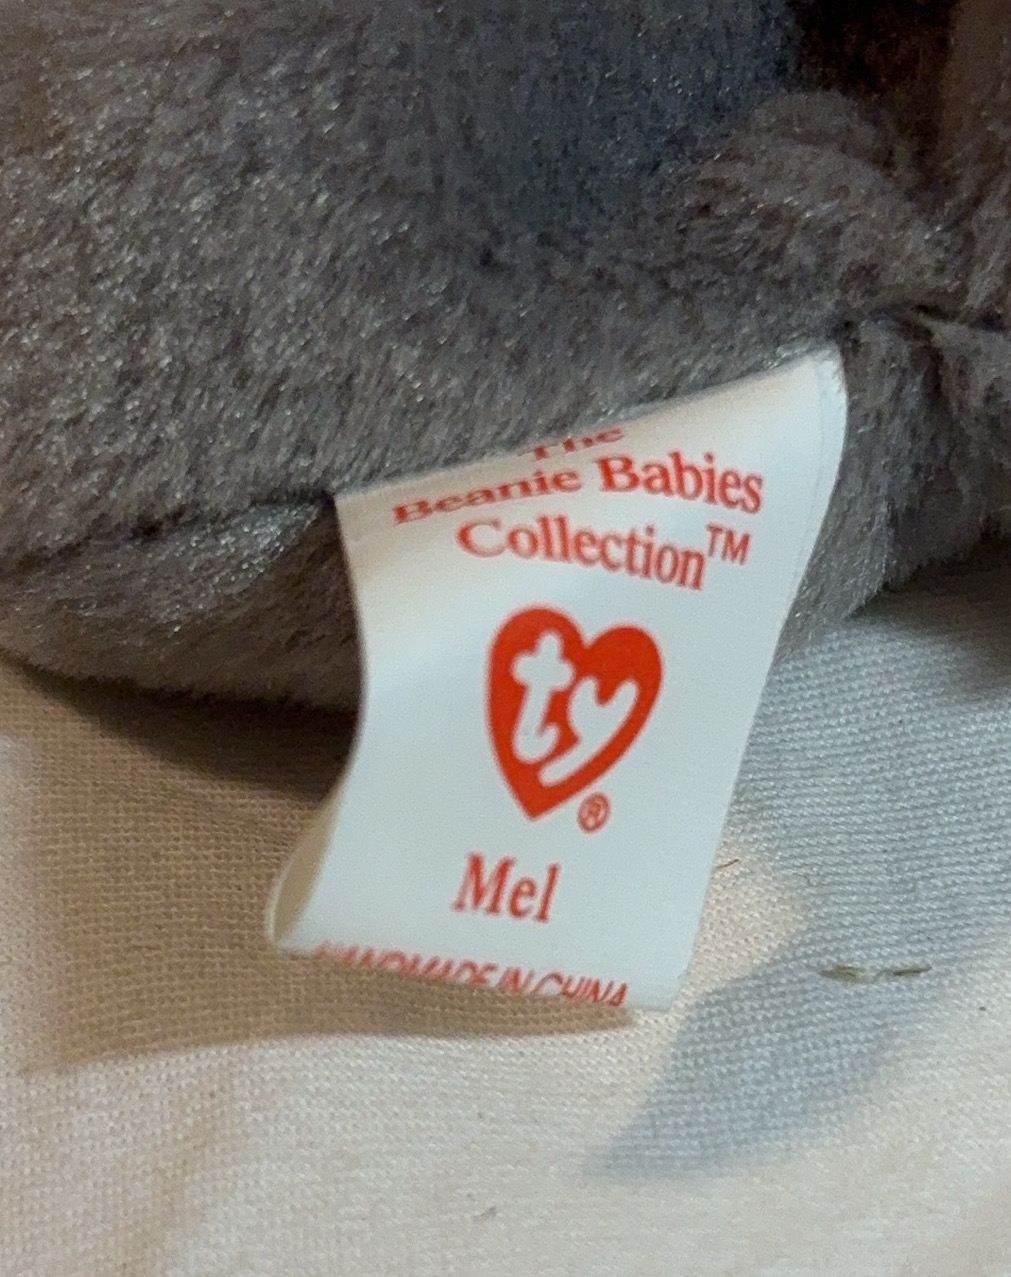 The
Beanie Babies
Collection™
ty
®
Mel
HANDMADE IN CHINA